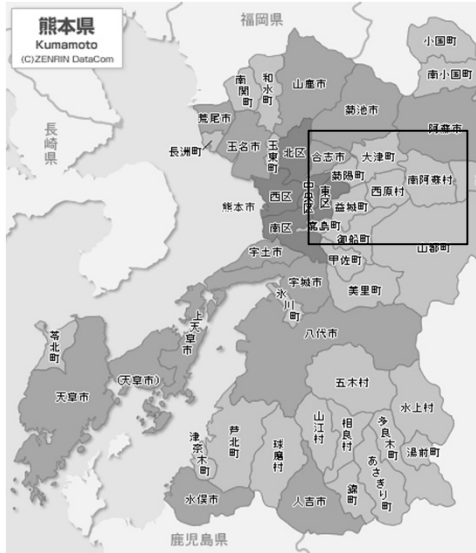 熊本県
Kumamoto
(C)ZENRIN DataCom
福岡県
小国町
南小国町
南関町
和水町
山鹿市
菊池市
阿蘇市
荒尾市
長洲町
玉名市
玉東町
北区
合志市
大津町
長崎県
菊陽町
南阿蘇村
熊本市
西区
中央区
東区
西原村
益城町
南区
嘉島町
御船町
山都町
宇土市
甲佐町
宇城市
美里町
氷川町
上天草市
八代市
苓北町
天草市
(天草市)
五木村
水上村
芦北町
球磨村
山江村
相良村
多良木町
湯前町
津奈木町
あさぎり町
錦町
水俣市
人吉市
鹿児島県